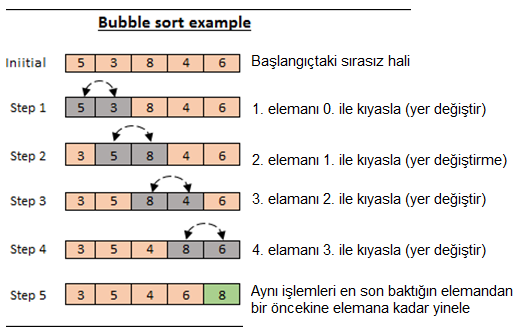 Bubble sort example
Iniitial 5 3 8 4 6 Başlangıçtaki sırasız hali
Step 1 5 3 8 4 6 1. elemanı 0. ile kıyasla (yer değiştir)
Step 2 3 5 8 4 6 2. elemanı 1. ile kıyasla (yer değiştirme)
Step 3 3 5 8 4 6 3. elamanı 2. ile kıyasla (yer değiştir)
Step 4 3 5 4 8 6 4. elamanı 3. ile kıyasla (yer değiştir)
Step 5 3 5 4 6 8 Aynı işlemleri en son baktığın elemandan
bir öncekine elemana kadar yinele